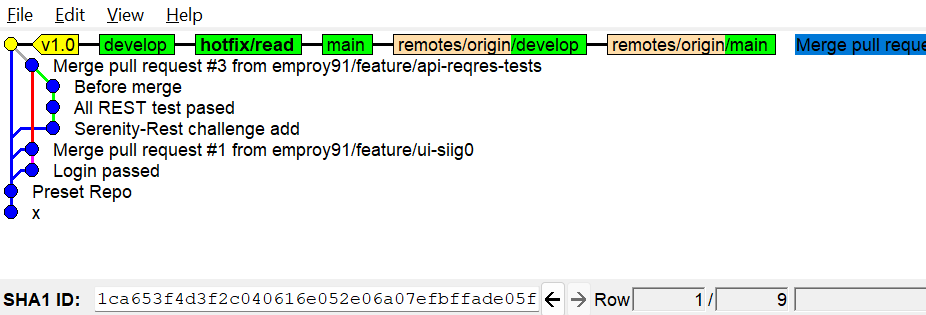 File Edit View Help
v1.0 develop hotfix/read main remotes/origin/develop remotes/origin/main Merge pull reque
Merge pull request #3 from emproy91/feature/api-reqres-tests
Before merge
All REST test pased
Serenity-Rest challenge add
Merge pull request #1 from emproy91/feature/ui-siig0
Login passed
Preset Repo
x
SHA1 ID: 1ca653f4d3f2c040616e052e06a07efbffade05f Row 1 / 9